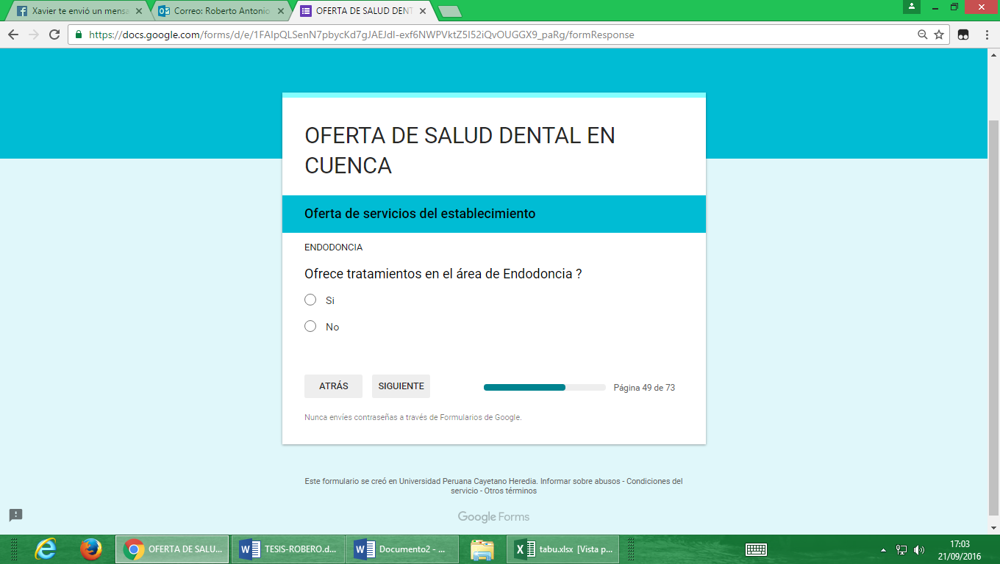 Xavier te envió un mensa
Correo: Roberto Antonio
OFERTA DE SALUD DENT
https://docs.google.com/forms/d/e/1FAIpQLSenN7pbycKd7gJAEJdI-exf6NWPVktZ5I52iQvOUGGX9_paRg/formResponse
OFERTA DE SALUD DENTAL EN
CUENCA
Oferta de servicios del establecimiento
ENDODONCIA
Ofrece tratamientos en el área de Endodoncia ?
Si
No
ATRÁS
SIGUIENTE
Página 49 de 73
Nunca envíes contraseñas a través de Formularios de Google.
Este formulario se creó en Universidad Peruana Cayetano Heredia. Informar sobre abusos - Condiciones del
servicio - Otros términos
Google Forms
OFERTA DE SALU...
TESIS-ROBERO.d...
Documento2 - ...
tabu.xlsx [Vista p...
17:03
21/09/2016